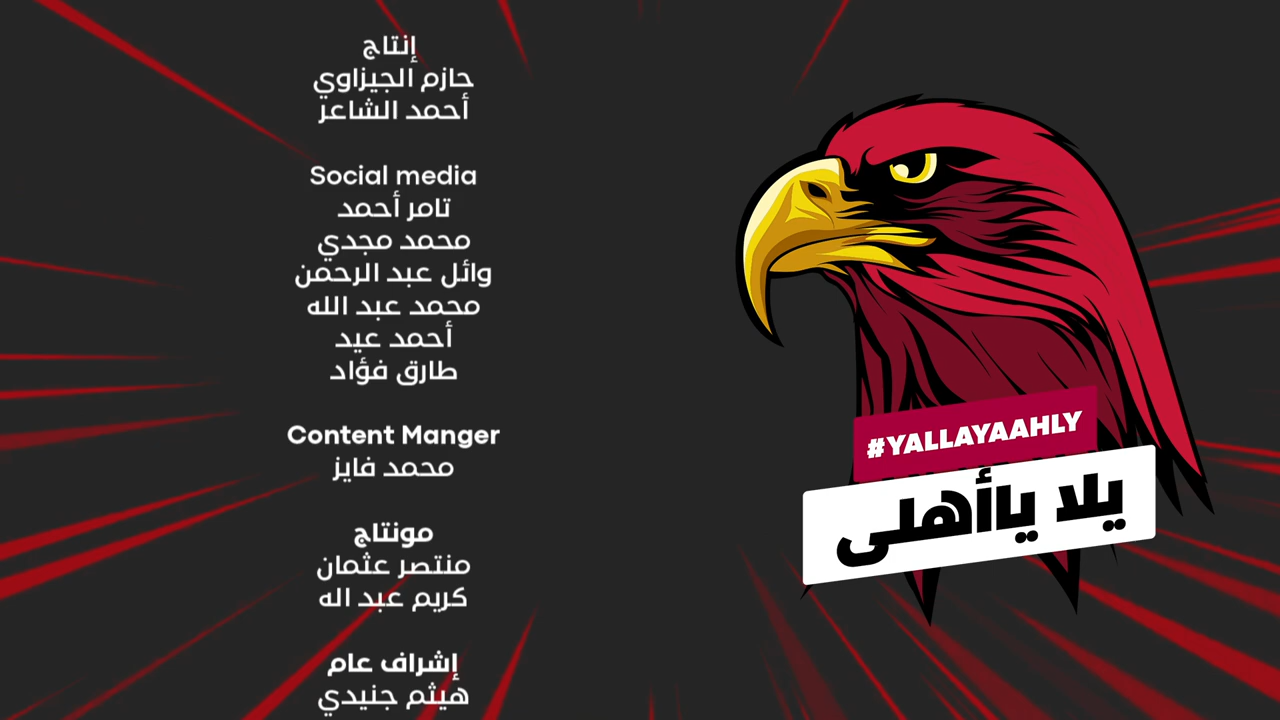 إنتاج
حازم الجيزاوي
أحمد الشاعر
Social media
تامر أحمد
محمد مجدي
وائل عبد الرحمن
محمد عبد الله
أحمد عيد
طارق فؤاد
Content Manger
محمد فايز
مونتاج
منتصر عثمان
كريم عبد اله
إشراف عام
هيثم جنيدي
#YALLAYAAHLY
يلا ياأهلى